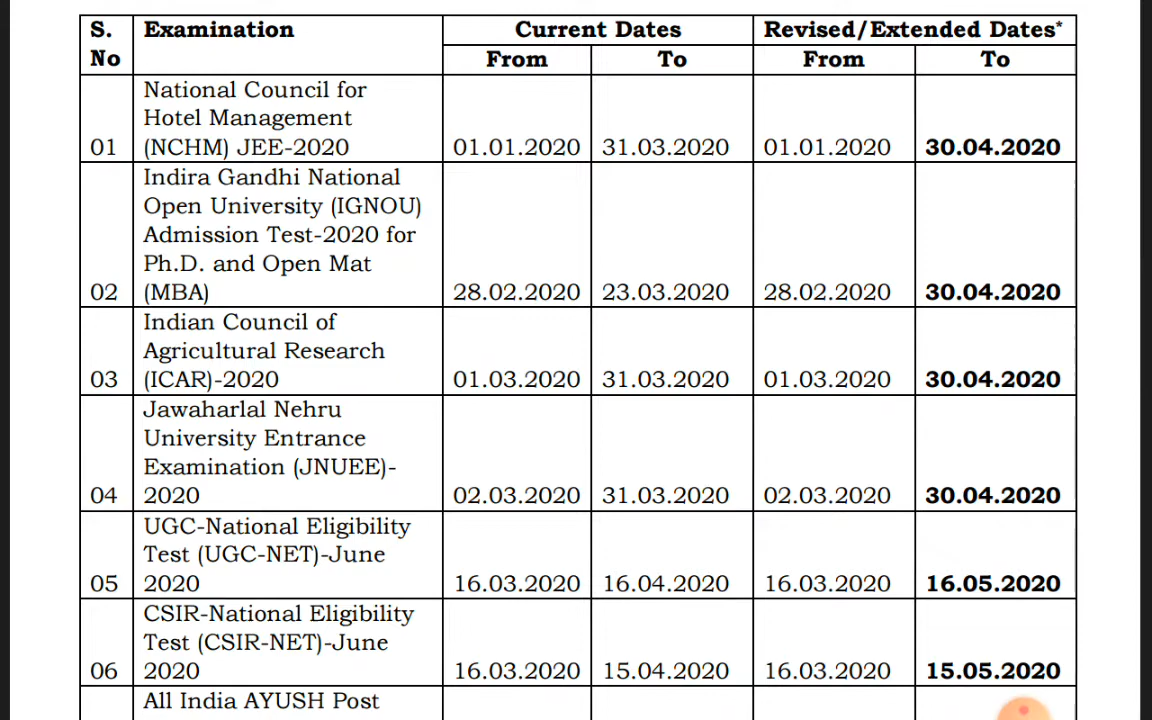 S. No Examination Current Dates Revised/Extended Dates*
From To From To
National Council for
Hotel Management
01 (NCHM) JEE-2020 01.01.2020 31.03.2020 01.01.2020 30.04.2020
Indira Gandhi National
Open University (IGNOU)
Admission Test-2020 for
Ph.D. and Open Mat
02 (MBA) 28.02.2020 23.03.2020 28.02.2020 30.04.2020
Indian Council of
Agricultural Research
03 (ICAR)-2020 01.03.2020 31.03.2020 01.03.2020 30.04.2020
Jawaharlal Nehru
University Entrance
Examination (JNUEE)-
04 2020 02.03.2020 31.03.2020 02.03.2020 30.04.2020
UGC-National Eligibility
Test (UGC-NET)-June
05 2020 16.03.2020 16.04.2020 16.03.2020 16.05.2020
CSIR-National Eligibility
Test (CSIR-NET)-June
06 2020 16.03.2020 15.04.2020 16.03.2020 15.05.2020
All India AYUSH Post